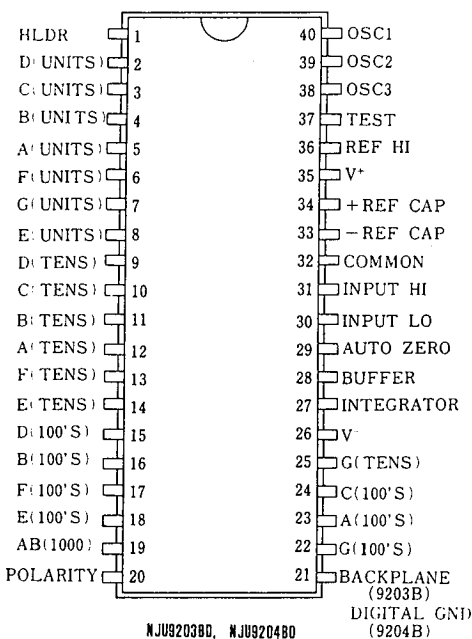 HLDR 1 40 OSC1
D(UNITS) 2 39 OSC2
C(UNITS) 3 38 OSC3
B(UNITS) 4 37 TEST
A(UNITS) 5 36 REF HI
F(UNITS) 6 35 V+
G(UNITS) 7 34 +REF CAP
E(UNITS) 8 33 -REF CAP
D(TENS) 9 32 COMMON
C(TENS) 10 31 INPUT HI
B(TENS) 11 30 INPUT LO
A(TENS) 12 29 AUTO ZERO
F(TENS) 13 28 BUFFER
E(TENS) 14 27 INTEGRATOR
D(100'S) 15 26 V-
B(100'S) 16 25 G(TENS)
F(100'S) 17 24 C(100'S)
E(100'S) 18 23 A(100'S)
AB(1000) 19 22 G(100'S)
POLARITY 20 21 BACKPLANE
(9203B)
DIGITAL GND
(9204B)
NJU9203BD, NJU9204BD